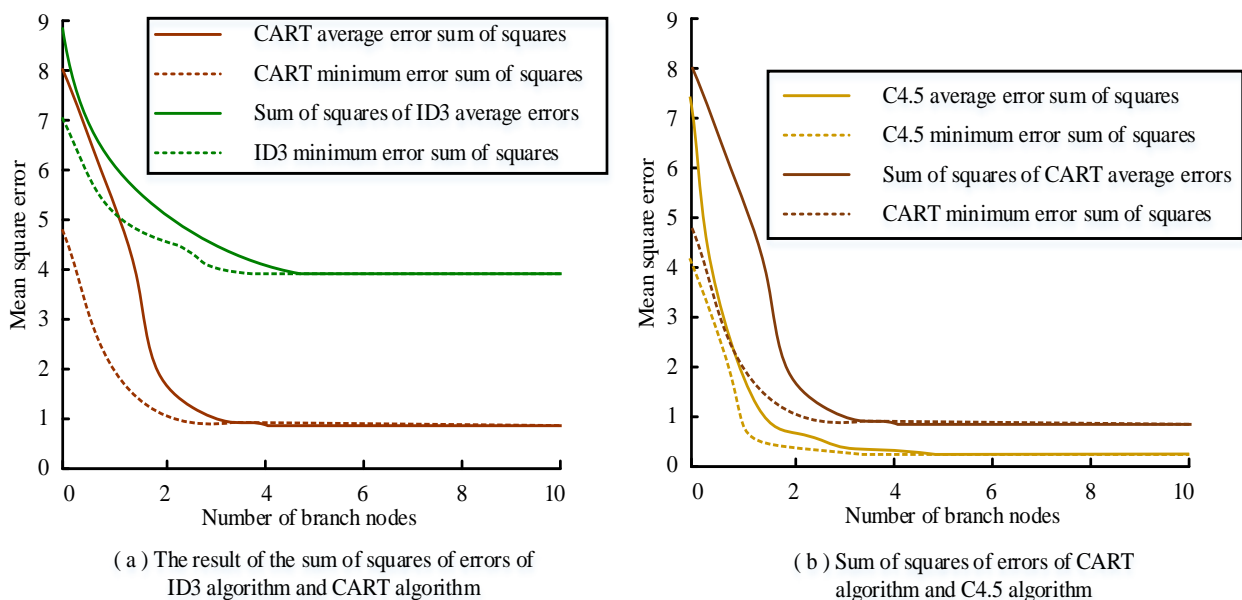 9
8
7
6
5
4
3
2
1
0
Mean square error
CART average error sum of squares
CART minimum error sum of squares
Sum of squares of ID3 average errors
ID3 minimum error sum of squares
0 2 4 6 8 10
Number of branch nodes
( a ) The result of the sum of squares of errors of
ID3 algorithm and CART algorithm
9
8
7
6
5
4
3
2
1
0
Mean square error
C4.5 average error sum of squares
C4.5 minimum error sum of squares
Sum of squares of CART average errors
CART minimum error sum of squares
0 2 4 6 8 10
Number of branch nodes
( b ) Sum of squares of errors of CART
algorithm and C4.5 algorithm